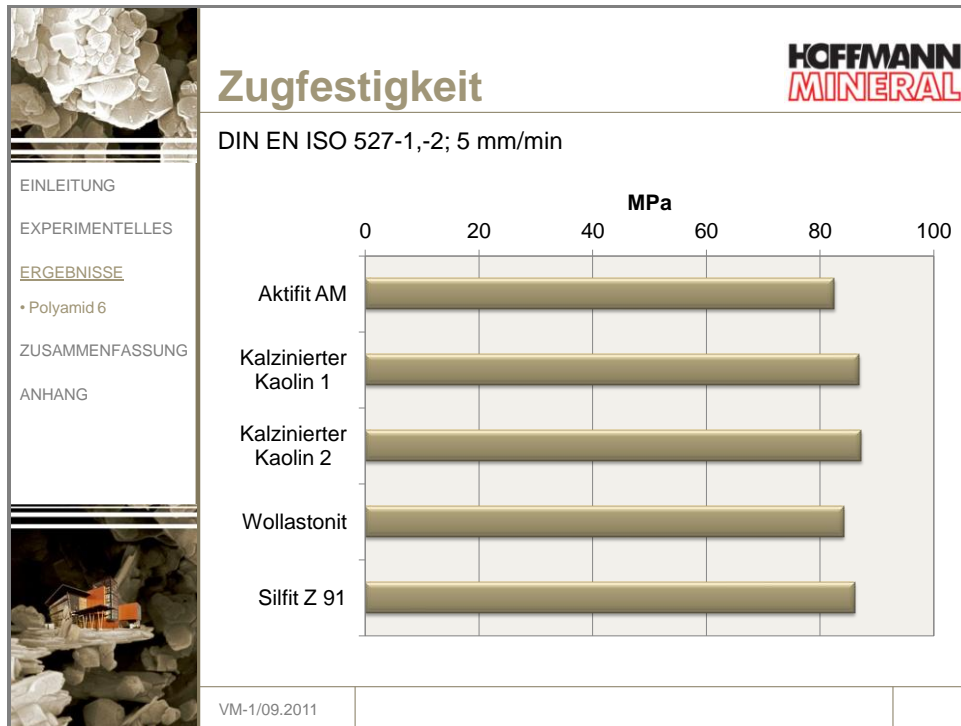 Zugfestigkeit
HOFFMANN
MINERAL
DIN EN ISO 527-1,-2; 5 mm/min
EINLEITUNG
EXPERIMENTELLES
ERGEBNISSE
• Polyamid 6
ZUSAMMENFASSUNG
ANHANG
MPa
0 20 40 60 80 100
Aktifit AM
Kalzinierter
Kaolin 1
Kalzinierter
Kaolin 2
Wollastonit
Silfit Z 91
VM-1/09.2011